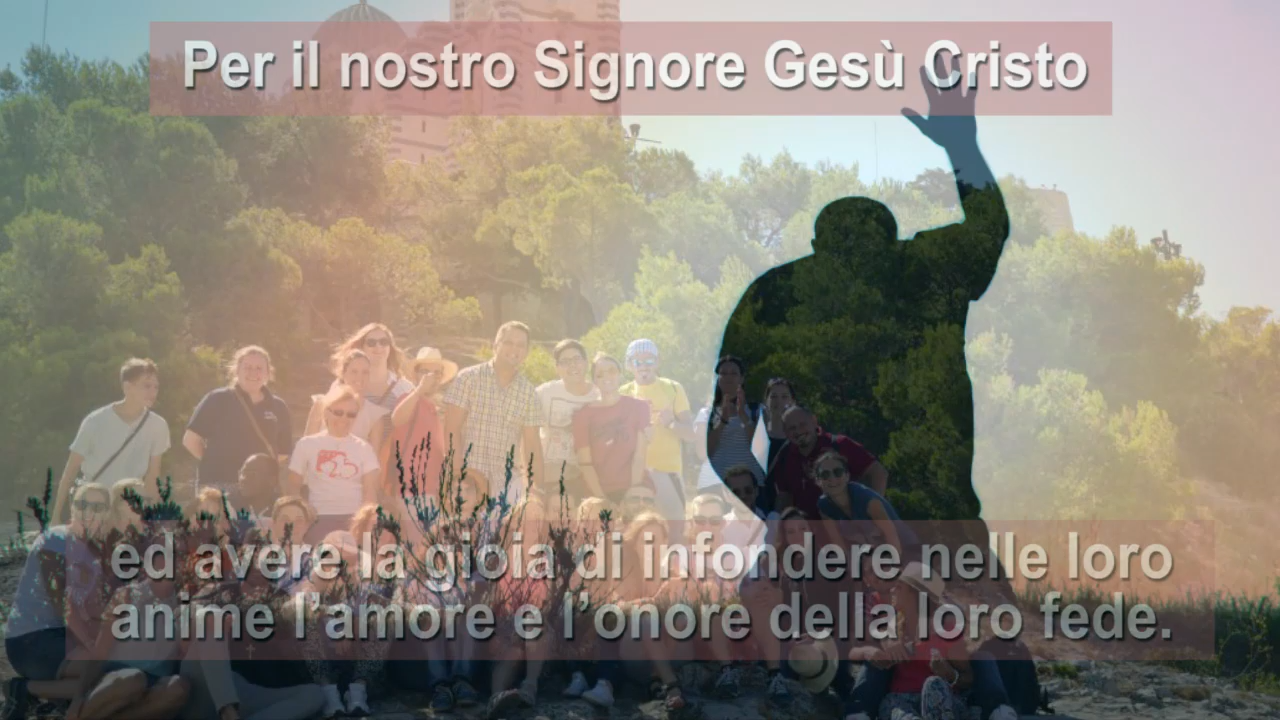 Per il nostro Signore Gesù Cristo
ed avere la gioia di infondere nelle loro
anime l'amore e l'onore della loro fede.